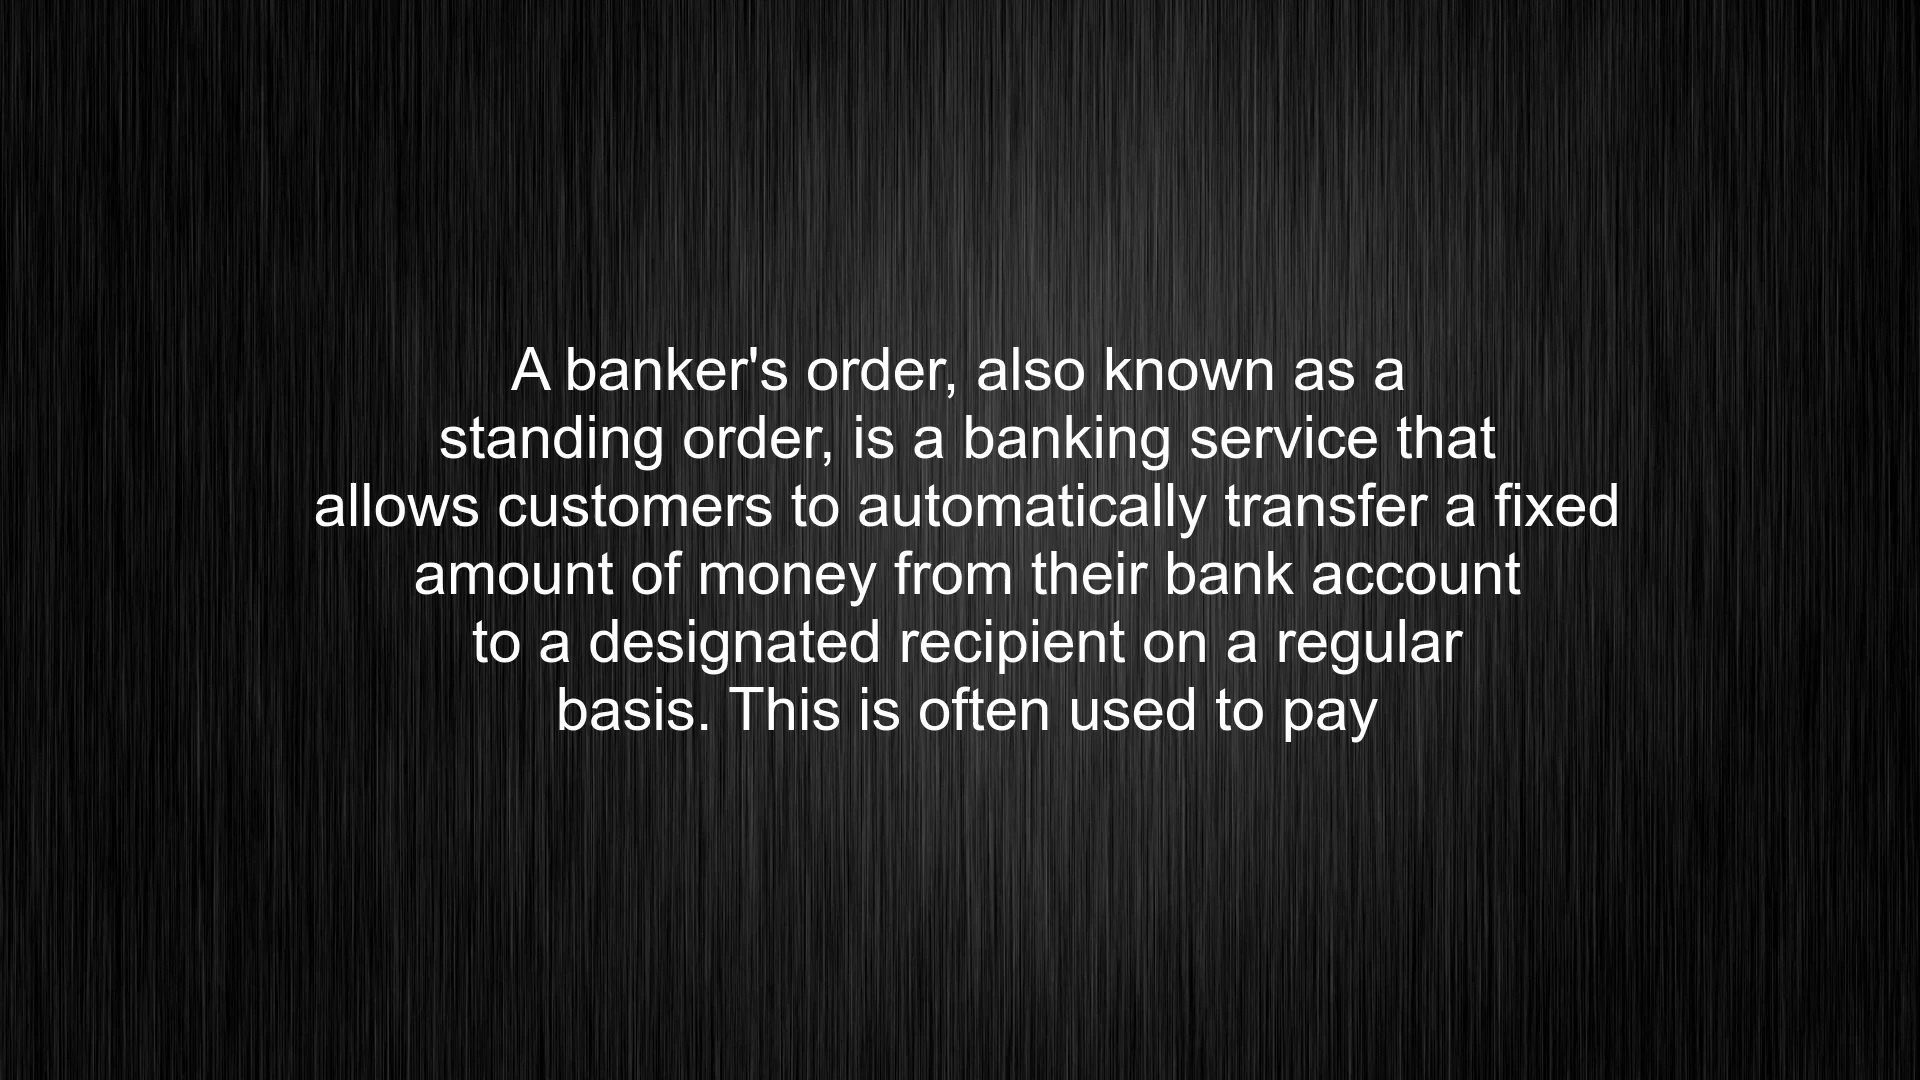 A banker's order, also known as a
standing order, is a banking service that
allows customers to automatically transfer a fixed
amount of money from their bank account
to a designated recipient on a regular
basis. This is often used to pay